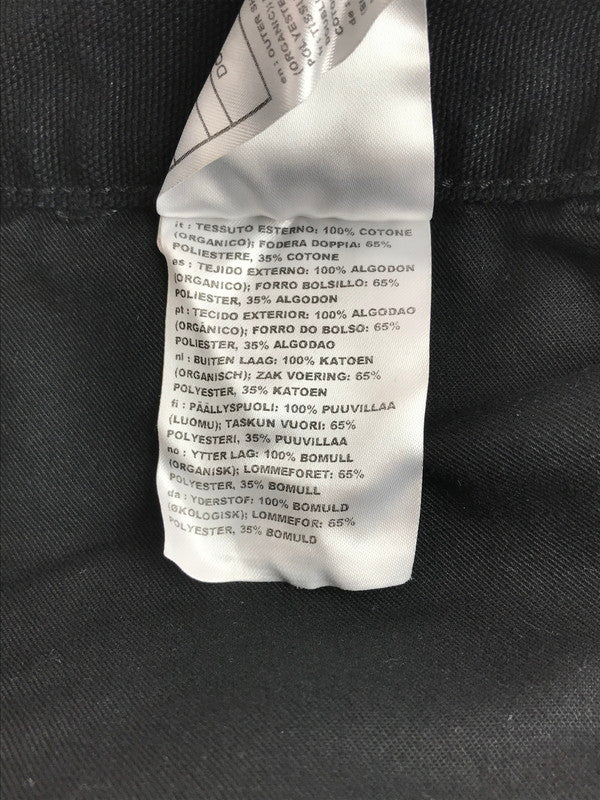 it : TESSUTO ESTERNO: 100% COTONE
(ORGANICO); FODERA DOPPIA: 65%
POLIESTERE, 35% COTONE
es : TEJIDO EXTERNO: 100% ALGODON
(ORGANICO); FORRO BOLSILLO: 65%
POLIESTER, 35% ALGODON
pt : TECIDO EXTERIOR: 100% ALGODAO
(ORGÂNICO); FORRO DO BOLSO: 65%
POLIESTER, 35% ALGODAO
nl : BUITEN LAAG: 100% KATOEN
(ORGANISCH); ZAK VOERING: 65%
POLYESTER, 35% KATOEN
fi : PÄÄLLYSPUOLI: 100% PUUVILLAA
(LUOMU); TASKUN VUORI: 65%
POLYESTERI, 35% PUUVILLAA
no : YTTER LAG: 100% BOMULL
(ORGANISK); LOMMEFORET: 65%
POLYESTER, 35% BOMULL
da : YDERSTOF: 100% BOMULD
(ØKOLOGISK); LOMMEFOR: 65%
POLYESTER, 35% BOMULD
en : OUTER
(ORGANIC)
POLYESTE